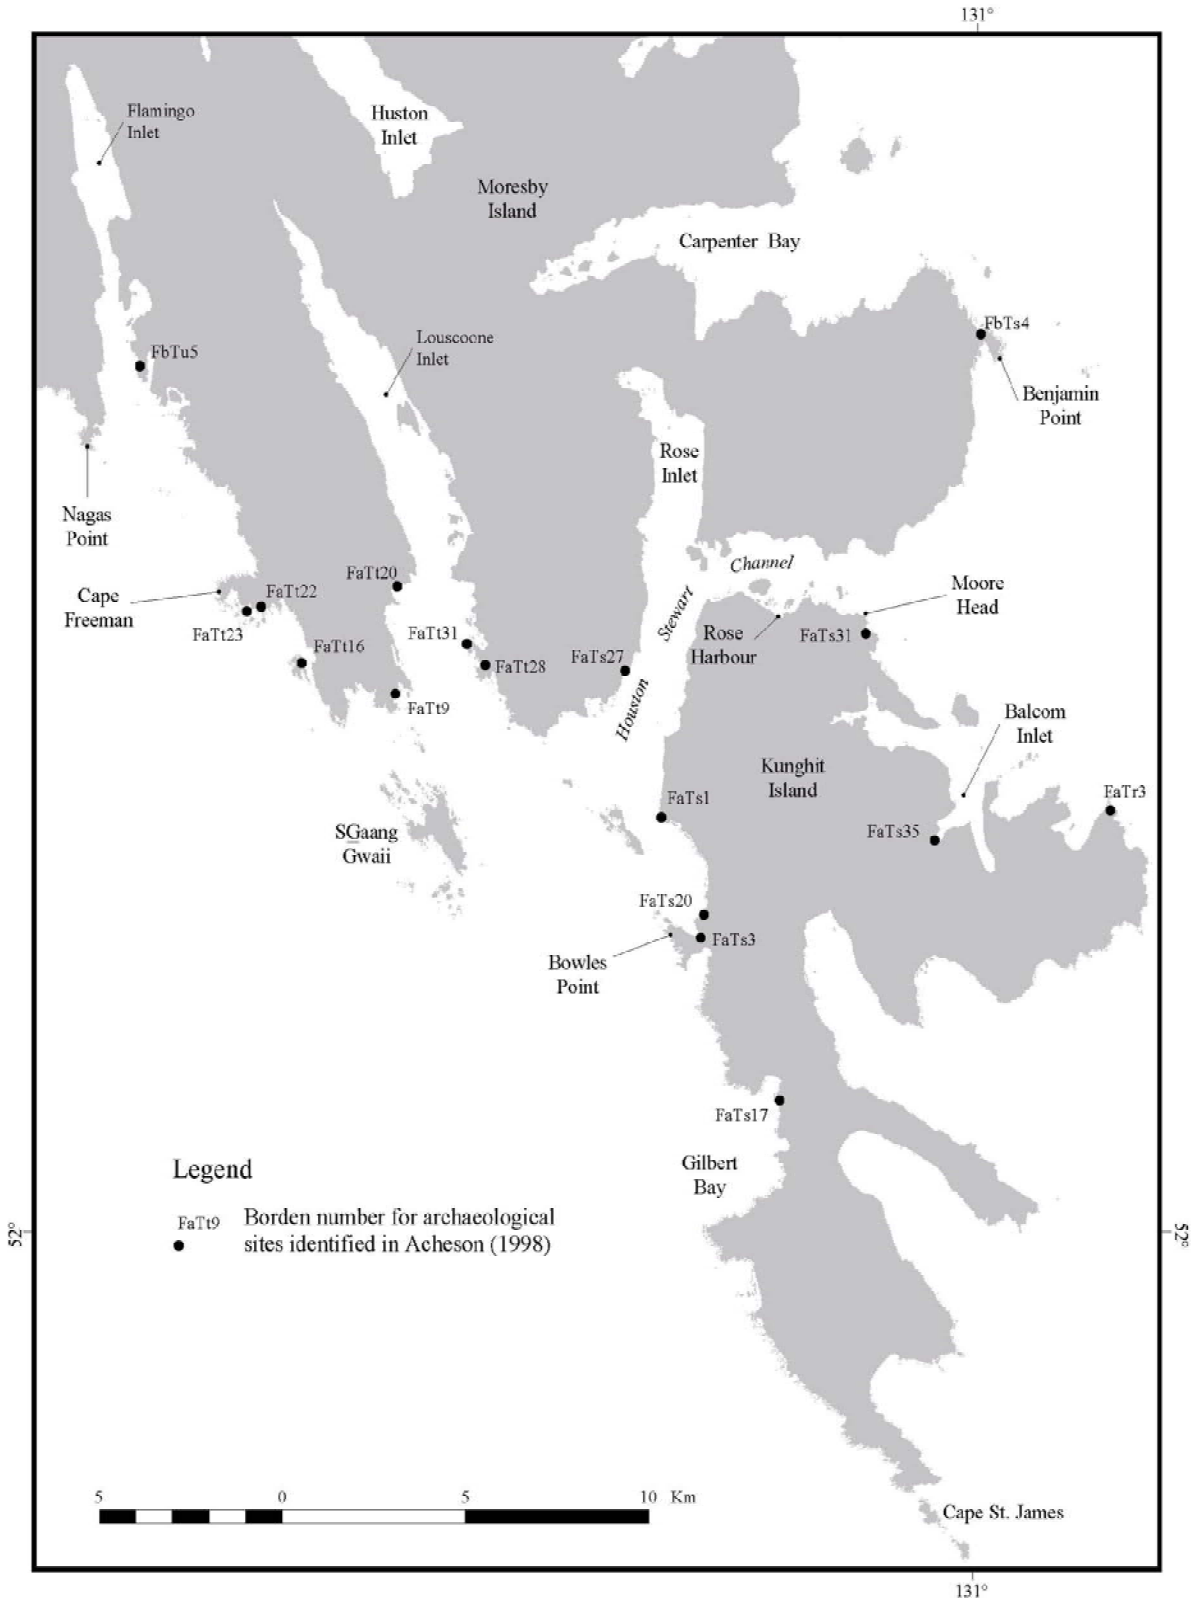 131°
Flamingo
Inlet
Huston
Inlet
Moresby
Island
Carpenter Bay
FbTs4
FbTu5
Louscoone
Inlet
Benjamin
Point
Rose
Inlet
Nagas
Point
Channel
FaTt20
Cape
Freeman
FaTt22
Moore
Head
Stewart
FaTt23
FaTt31
Rose
Harbour
FaTs31
FaTt16
FaTs27
FaTt28
FaTt9
Houston
Balcom
Inlet
Kunghit
Island
FaTs1
FaTr3
SGaang
Gwaii
FaTs35
FaTs20
FaTs3
Bowles
Point
FaTs17
Gilbert
Bay
Legend
FaTt9
Borden number for archaeological
sites identified in Acheson (1998)
52°
52°
5 0 5 10 Km
Cape St. James
131°